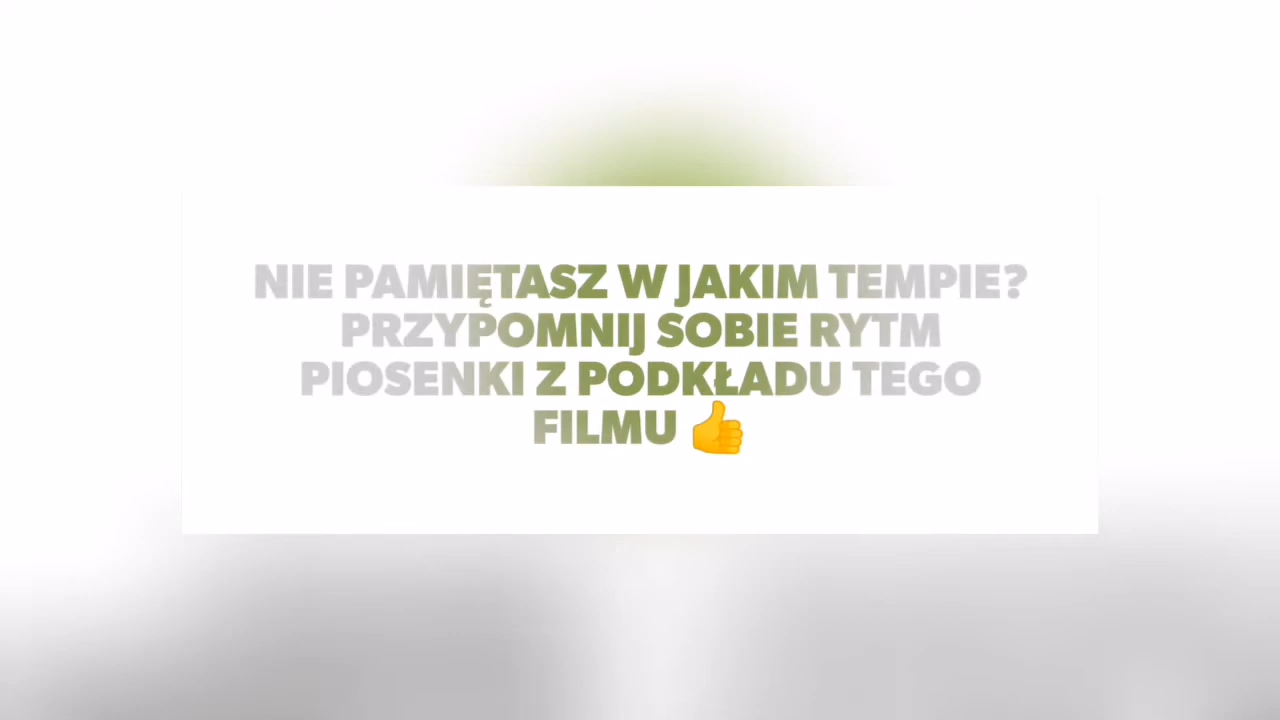 NIE PAMIĘTASZ W JAKIM TEMPIE?
PRZYPOMNIJ SOBIE RYTM
PIOSENKI Z PODKŁADU TEGO
FILMU 👍